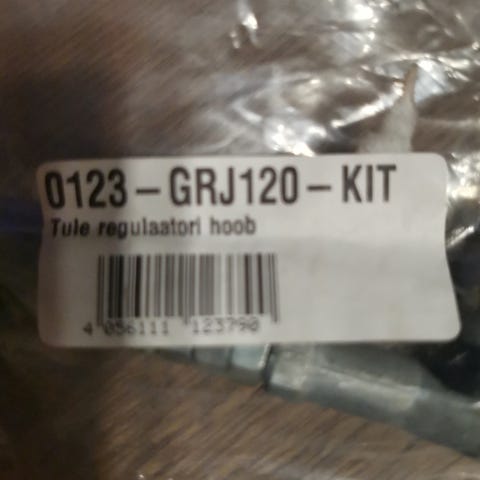 0123-GRJ120-KIT
Tule regulaatori hoob
4 056111 123790